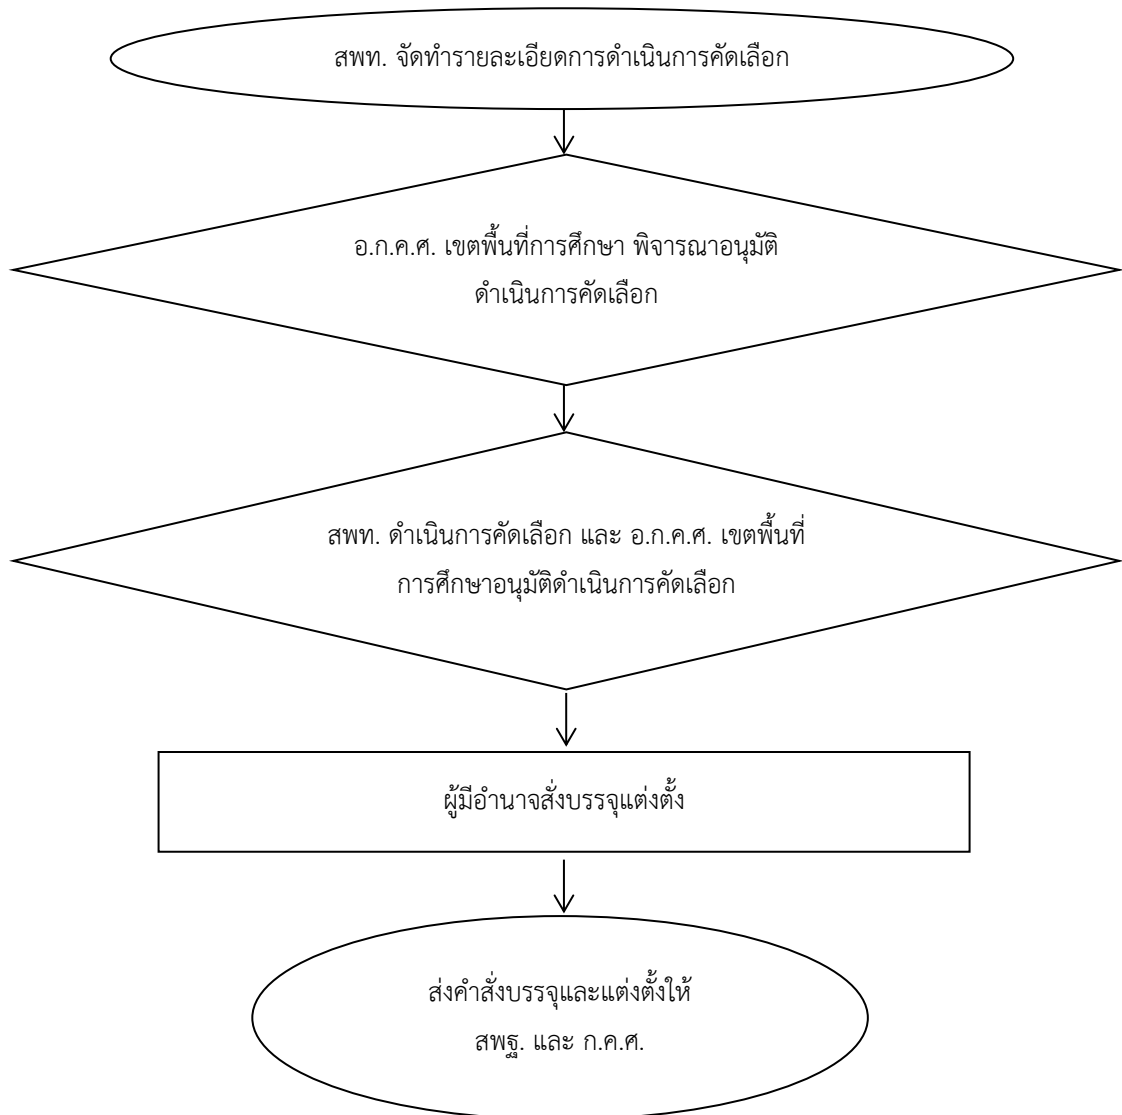 สพท. จัดทำรายละเอียดการดำเนินการคัดเลือก
อ.ก.ค.ศ. เขตพื้นที่การศึกษา พิจารณาอนุมัติ
ดำเนินการคัดเลือก
สพท. ดำเนินการคัดเลือก และ อ.ก.ค.ศ. เขตพื้นที่
การศึกษาอนุมัติดำเนินการคัดเลือก
ผู้มีอำนาจสั่งบรรจุแต่งตั้ง
ส่งคำสั่งบรรจุและแต่งตั้งให้
สพฐ. และ ก.ค.ศ.